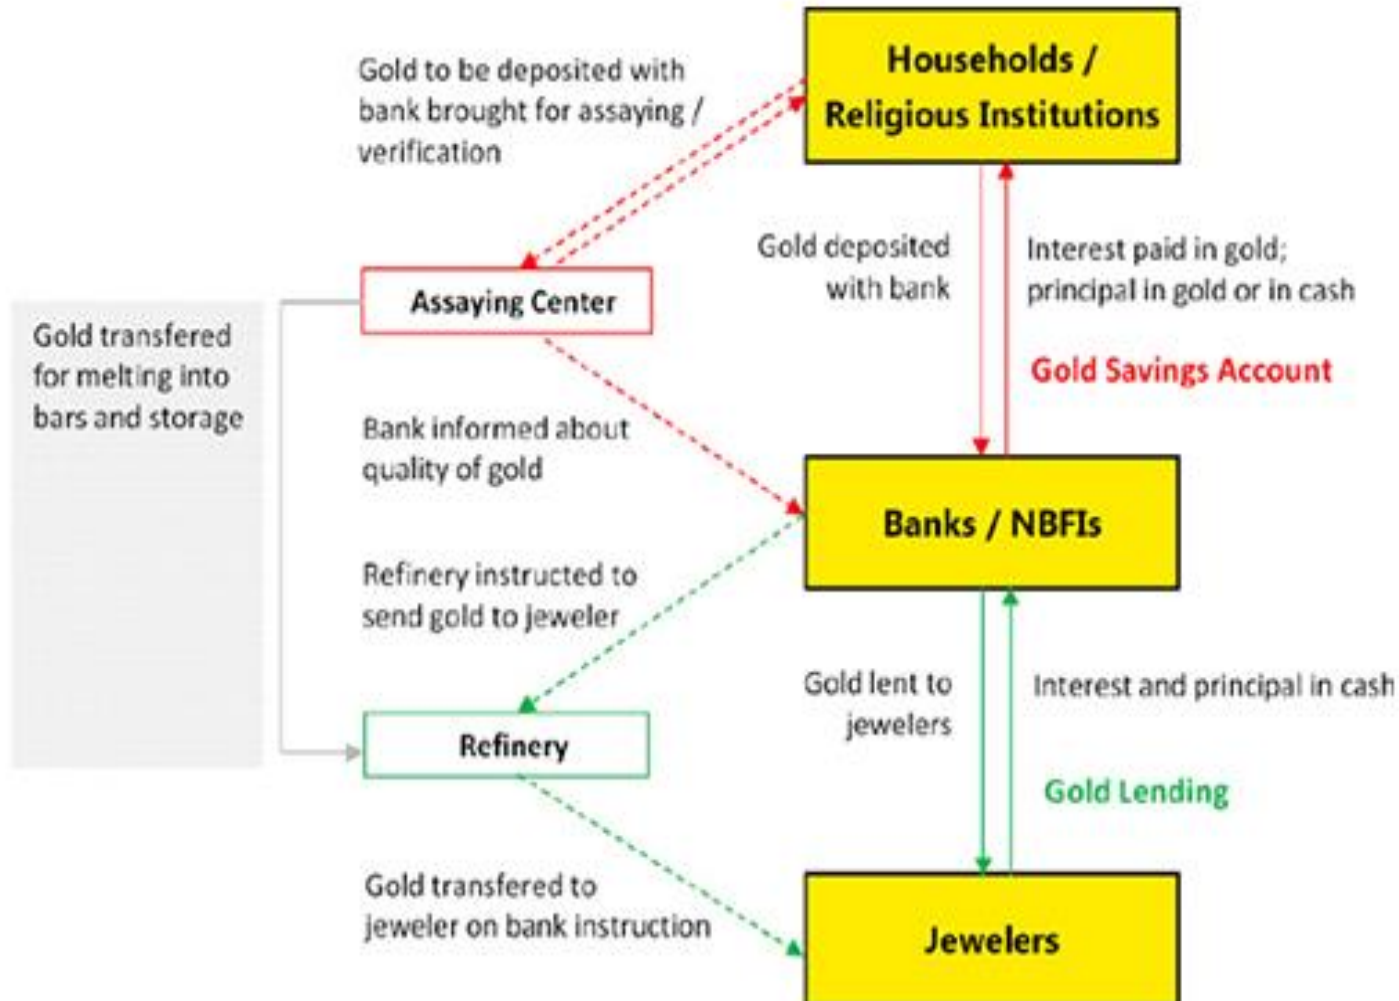 Households /
Religious Institutions
Gold to be deposited with
bank brought for assaying /
verification
Gold deposited
with bank
Interest paid in gold;
principal in gold or in cash
Gold Savings Account
Assaying Center
Gold transfered
for melting into
bars and storage
Bank informed about
quality of gold
Banks / NBFIs
Refinery instructed to
send gold to jeweler
Gold lent to
jewelers
Interest and principal in cash
Gold Lending
Refinery
Gold transfered to
jeweler on bank instruction
Jewelers